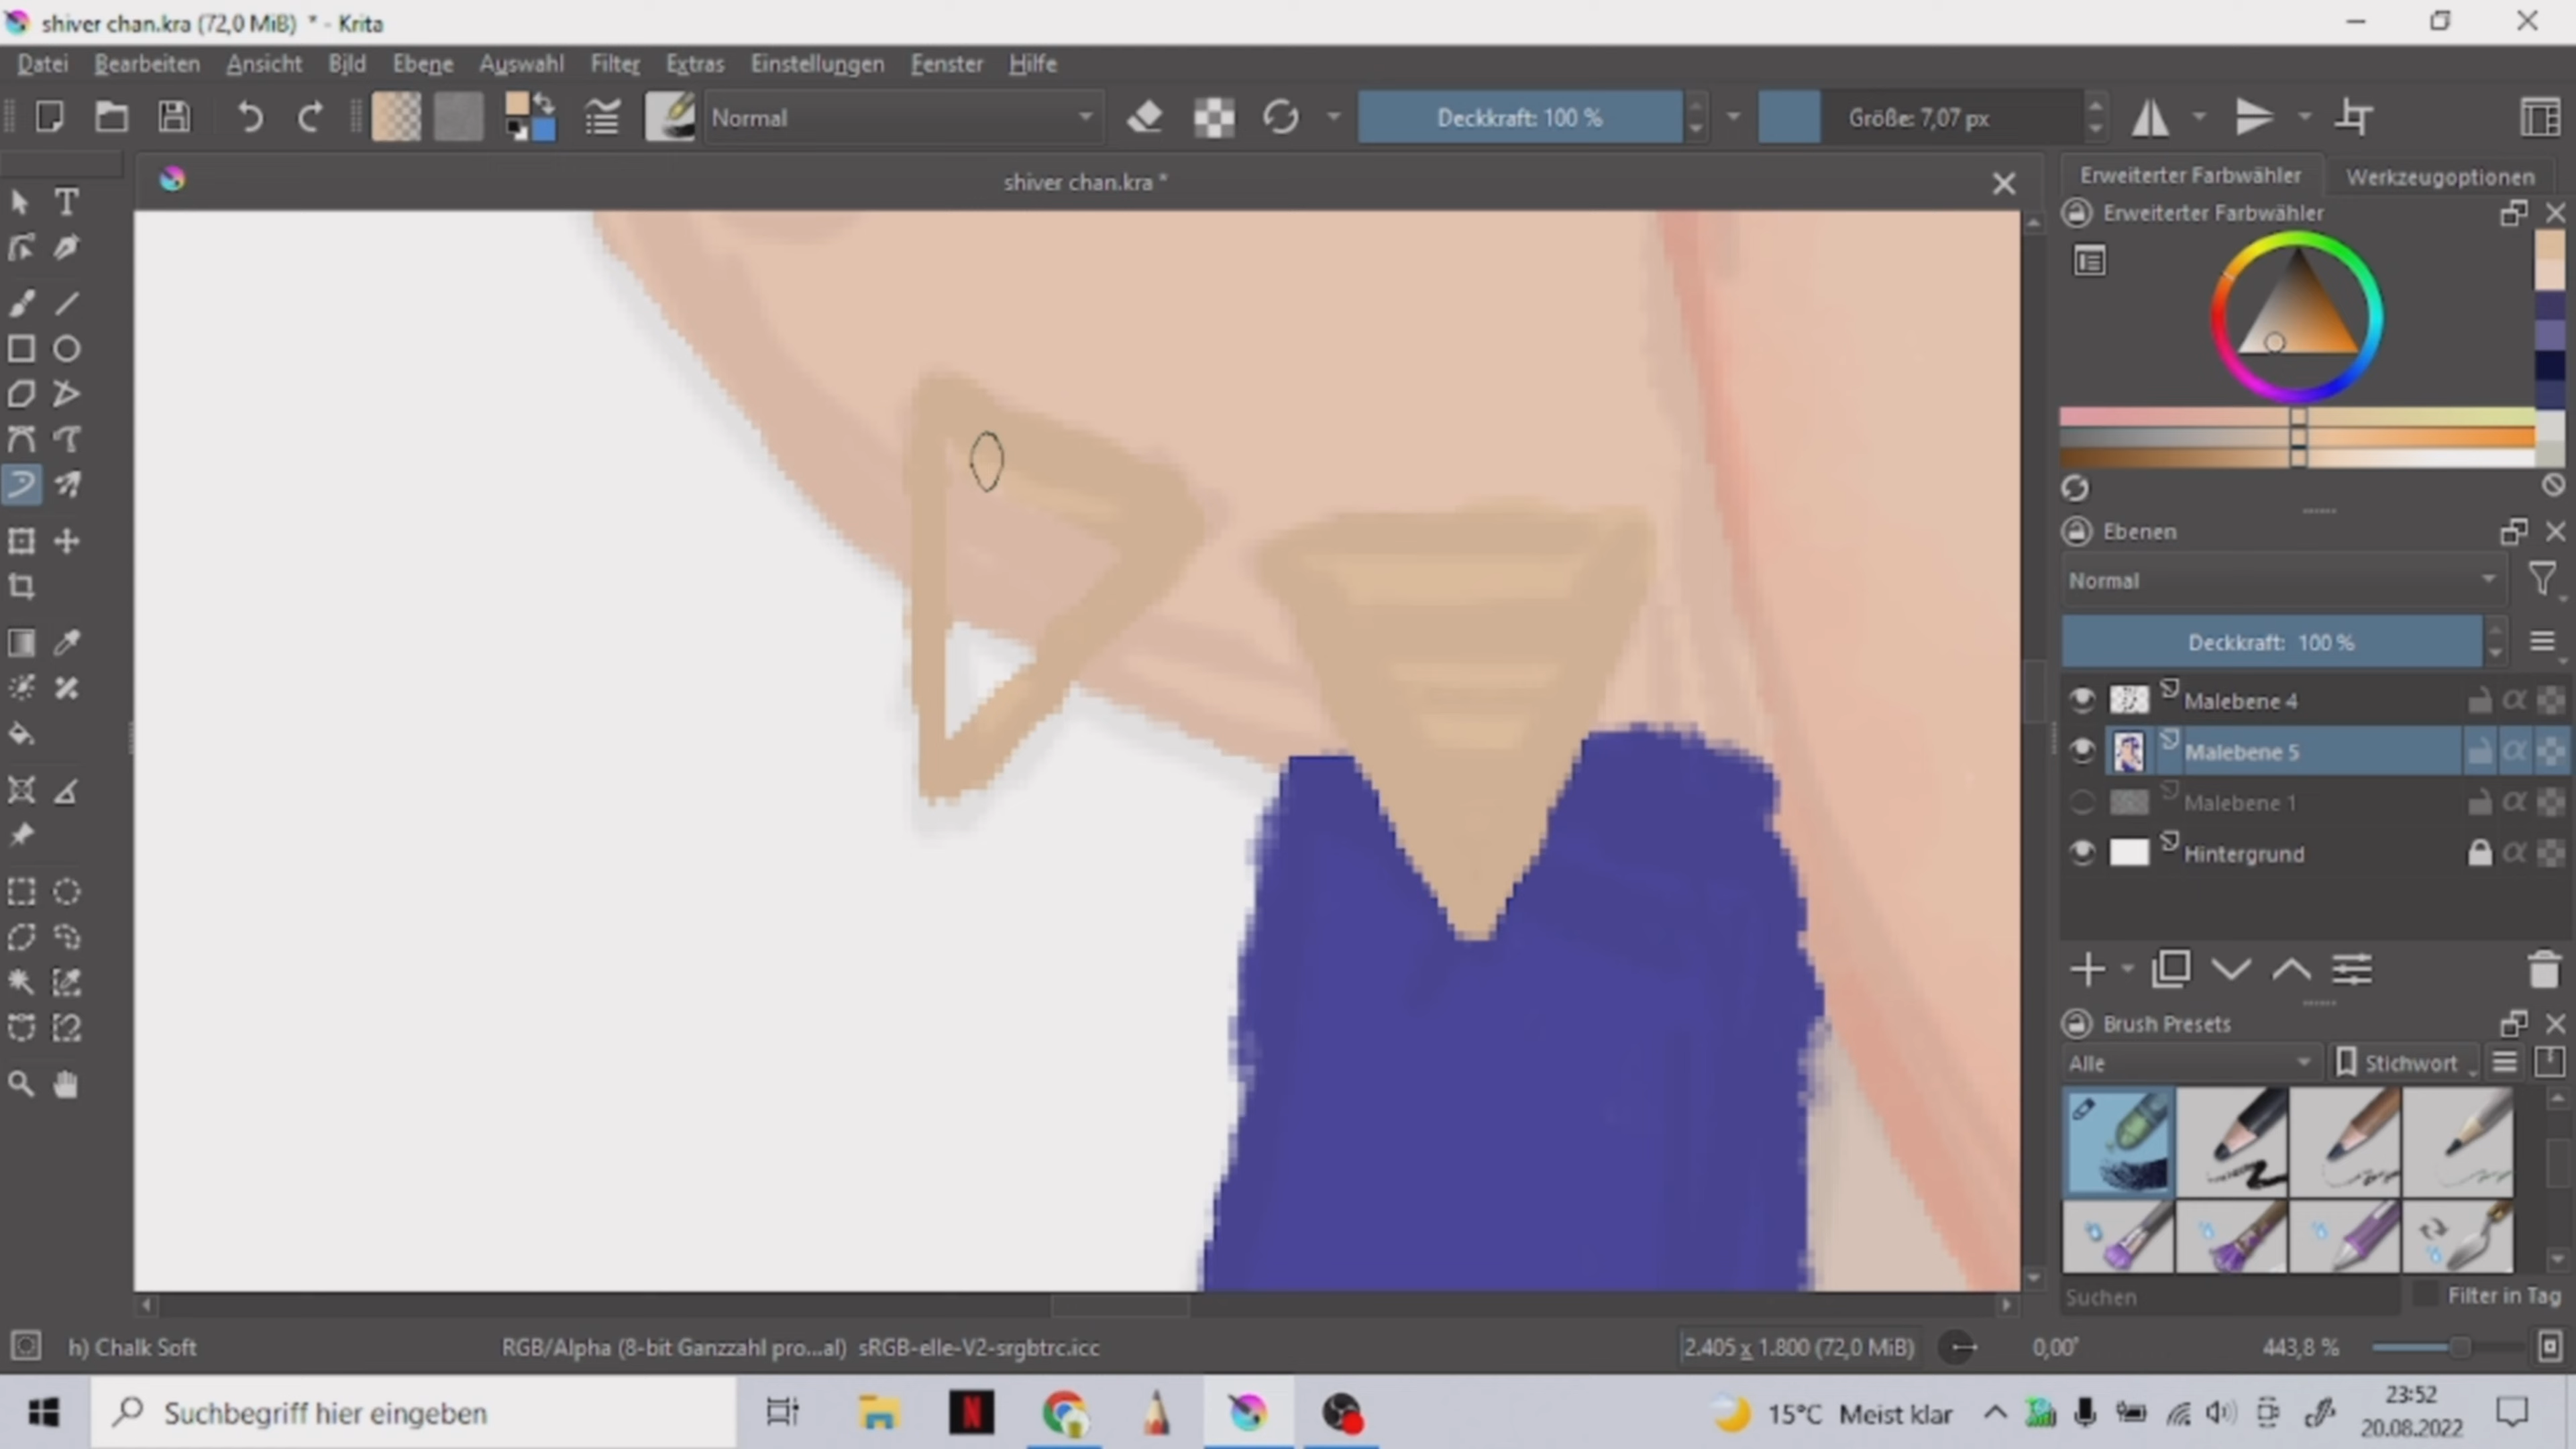 shiver chan.kra (72,0 MiB) * - Krita
Datei Bearbeiten Ansicht Bild Ebene Auswahl Filter Extras Einstellungen Fenster Hilfe
Normal Deckkraft: 100 % Größe: 7,07 px
shiver chan.kra *
Erweiterter Farbwähler Werkzeugoptionen
Erweiterter Farbwähler
Ebenen
Normal
Deckkraft: 100 %
Malebene 4
Malebene 5
Malebene 1
Hintergrund
Brush Presets
Alle Stichwort
Suchen Filter in Tag
h) Chalk Soft RGB/Alpha (8-bit Ganzzahl pro...al) sRGB-elle-V2-srgbtrc.icc 2.405 x 1.800 (72,0 MiB) 0,00° 443,8 %
Suchbegriff hier eingeben 15°C Meist klar 23:52
20.08.2022